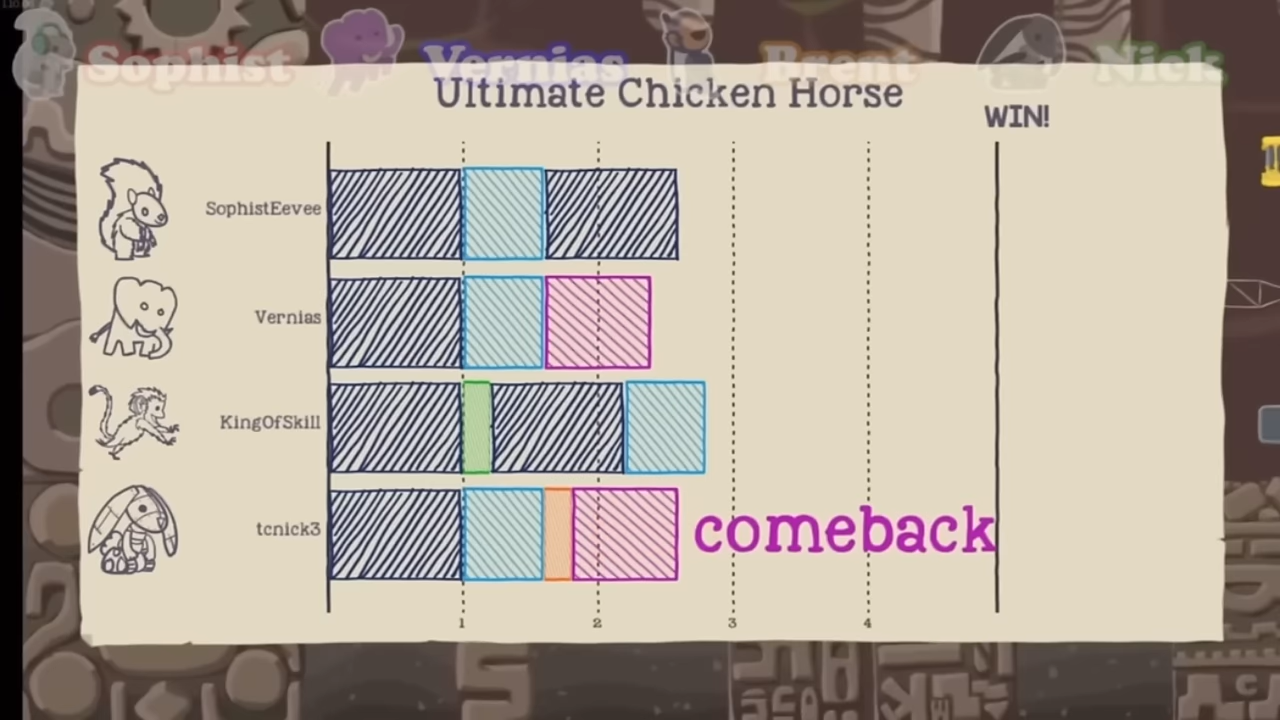 Sophist Vernias Brent Nick
Ultimate Chicken Horse
WIN!
SophistEevee
Vernias
KingOfSkill
tcnick3
comeback
1 2 3 4